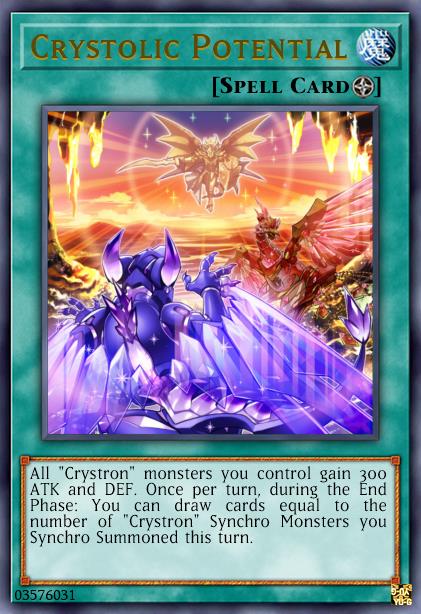 Crystolic Potential
魔
[Spell Card]
All "Crystron" monsters you control gain 300
ATK and DEF. Once per turn, during the End
Phase: You can draw cards equal to the
number of "Crystron" Synchro Monsters you
Synchro Summoned this turn.
03576031